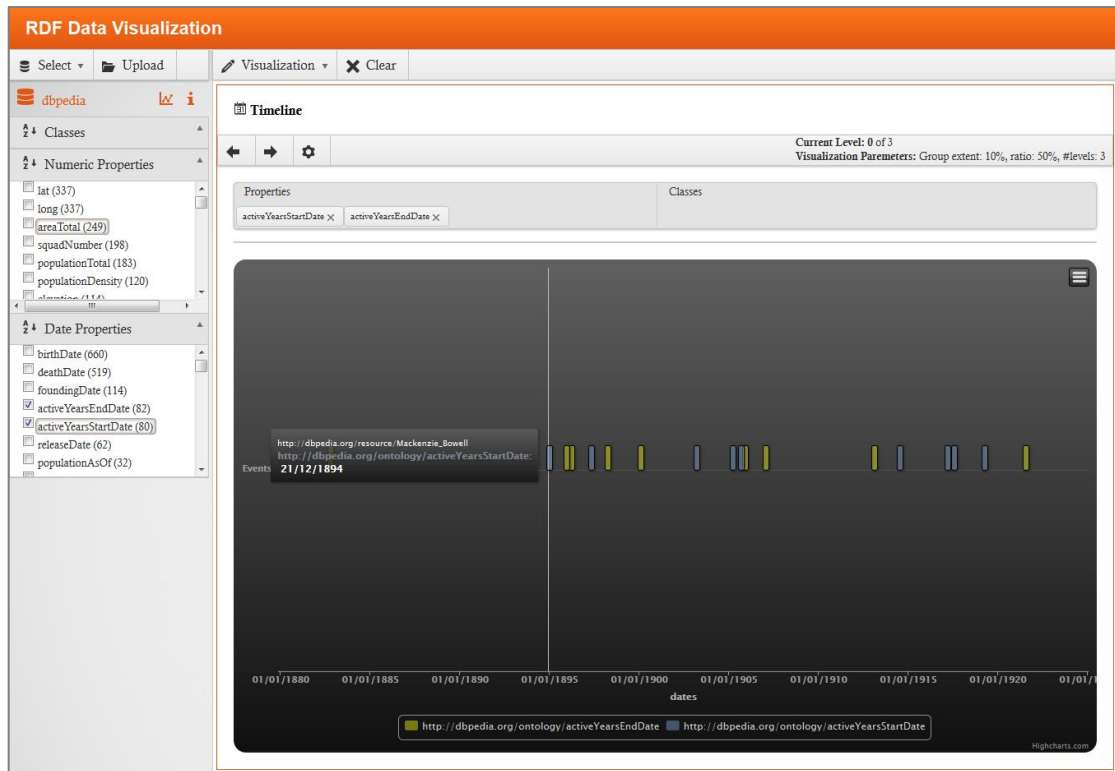 RDF Data Visualization
Select Upload Visualization Clear
dbpedia
Classes
Numeric Properties
lat (337)
long (337)
areaTotal (249)
squadNumber (198)
populationTotal (183)
populationDensity (120)
elevation (114)
Date Properties
birthDate (660)
deathDate (519)
foundingDate (114)
activeYearsEndDate (82)
activeYearsStartDate (80)
releaseDate (62)
populationAsOf (32)
Timeline
Current Level: 0 of 3
Visualization Paremeters: Group extent: 10%, ratio: 50%, #levels: 3
Properties Classes
activeYearsStartDate activeYearsEndDate
http://dbpedia.org/resource/Mackenzie_Bowell
http://dbpedia.org/ontology/activeYearsStartDate:
21/12/1894
Events
01/01/1880 01/01/1885 01/01/1890 01/01/1895 01/01/1900 01/01/1905 01/01/1910 01/01/1915 01/01/1920 01/01/1
dates
http://dbpedia.org/ontology/activeYearsEndDate http://dbpedia.org/ontology/activeYearsStartDate
Highcharts.com